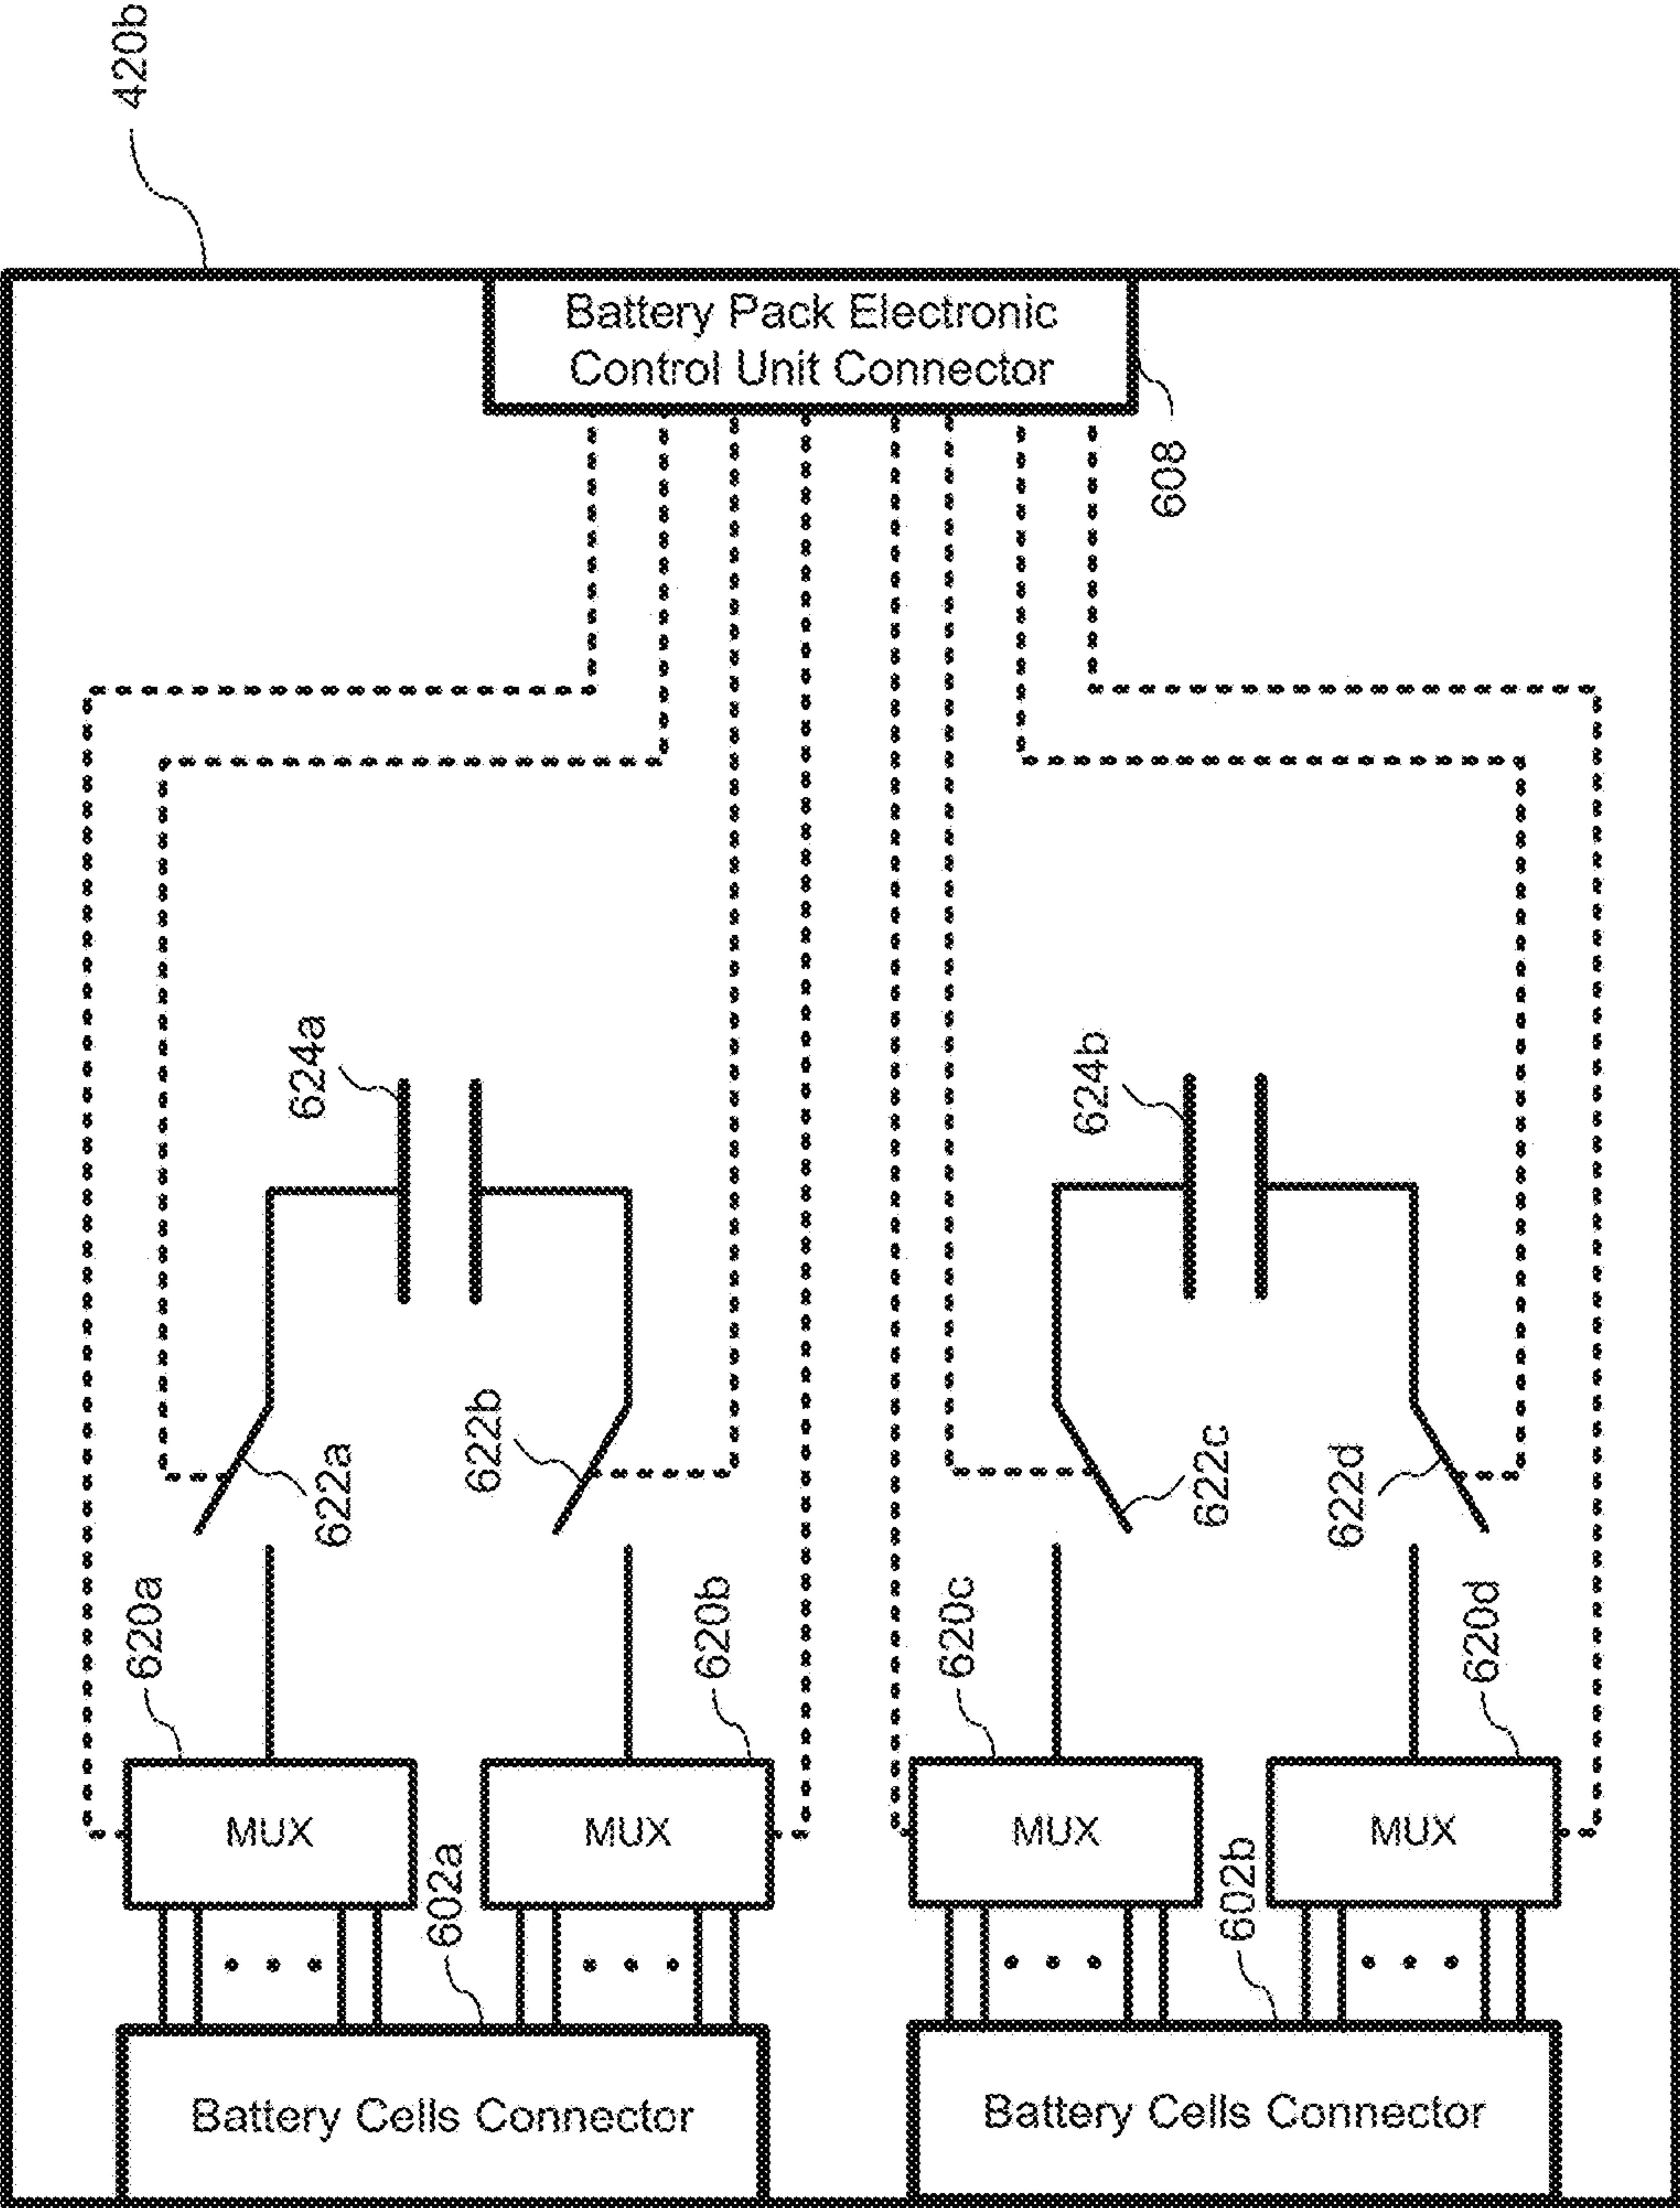 420b
Battery Pack Electronic
Control Unit Connector
608
624a
624b
622a
622b
622c
622d
620a
620b
620c
620d
MUX
MUX
MUX
MUX
602a
602b
Battery Cells Connector
Battery Cells Connector